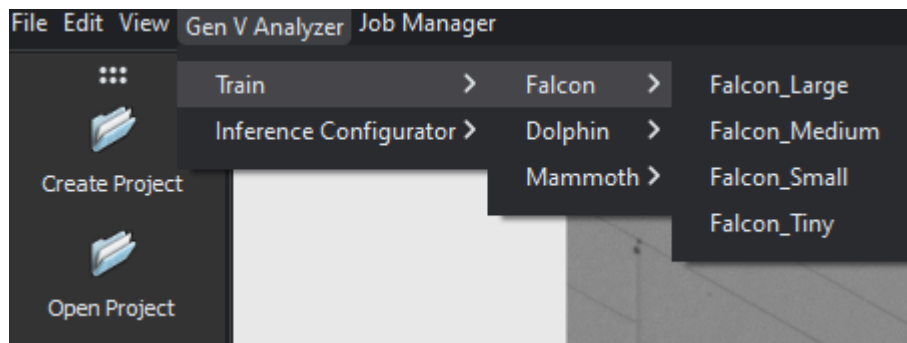 File Edit View Gen V Analyzer Job Manager
Train
Inference Configurator
Falcon
Dolphin
Mammoth
Falcon_Large
Falcon_Medium
Falcon_Small
Falcon_Tiny
Create Project
Open Project